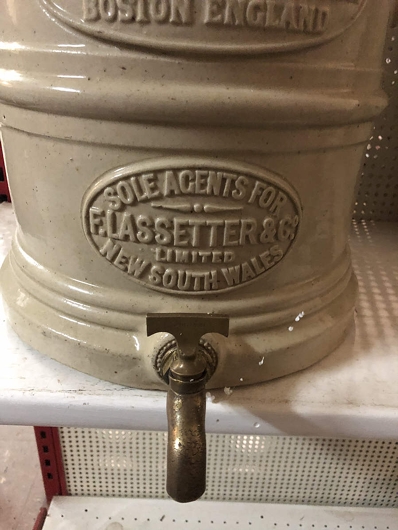 BOSTON ENGLAND
SOLE AGENTS FOR
F. LASSETTER & Co
LIMITED
NEW SOUTH WALES